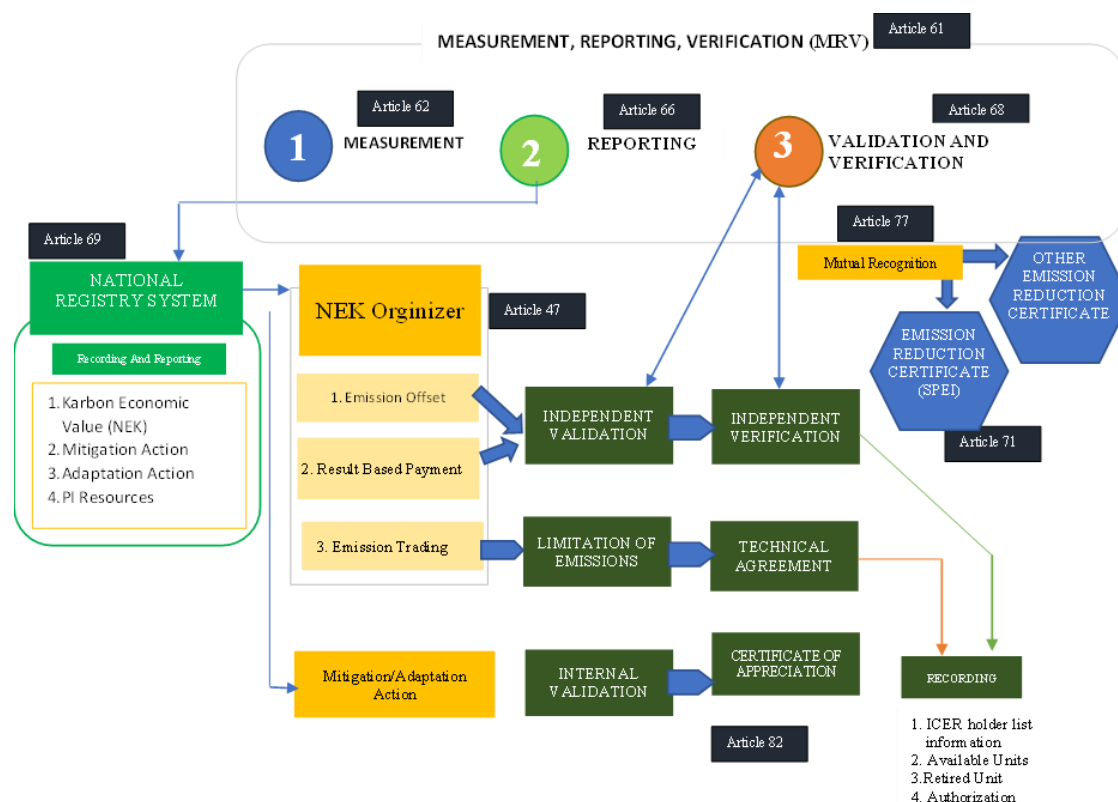 MEASUREMENT, REPORTING, VERIFICATION (MRV)
Article 61
Article 62
1
MEASUREMENT
Article 66
2
REPORTING
Article 68
3
VALIDATION AND
VERIFICATION
Article 69
NATIONAL
REGISTRY SYSTEM
Recording And Reporting
1. Karbon Economic
Value (NEK)
2. Mitigation Action
3. Adaptation Action
4. PI Resources
NEK Orginizer
Article 47
1. Emission Offset
2. Result Based Payment
3. Emission Trading
INDEPENDENT
VALIDATION
INDEPENDENT
VERIFICATION
LIMITATION OF
EMISSIONS
TECHNICAL
AGREEMENT
Mitigation/Adaptation
Action
INTERNAL
VALIDATION
CERTIFICATE OF
APPRECIATION
Article 82
Article 77
Mutual Recognition
OTHER
EMISSION
REDUCTION
CERTIFICATE
EMISSION
REDUCTION
CERTIFICATE
(SPEI)
Article 71
RECORDING
1. ICER holder list
information
2. Available Units
3.Retired Unit
4. Authorization